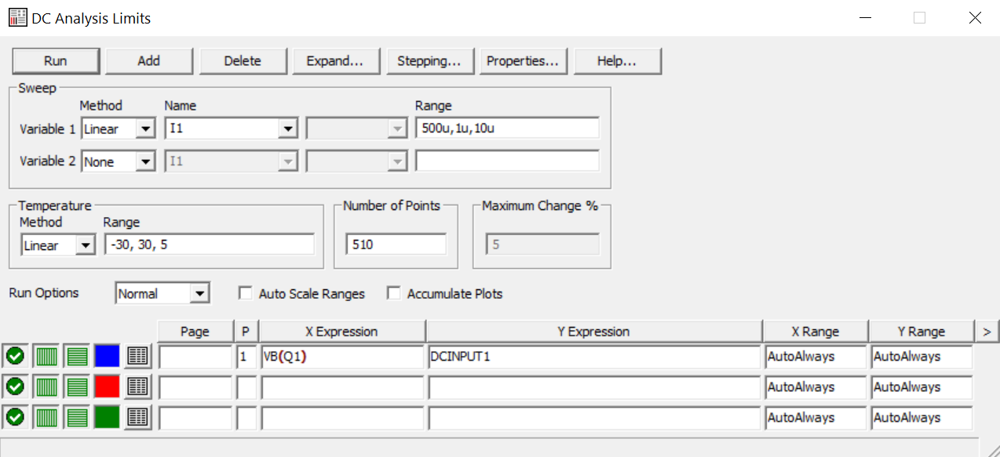 DC Analysis Limits
Run Add Delete Expand... Stepping... Properties... Help...
Sweep
Method Name Range
Variable 1 Linear I1 500u,1u,10u
Variable 2 None I1
Temperature Number of Points Maximum Change %
Method Range
Linear -30, 30, 5 510 5
Run Options Normal Auto Scale Ranges Accumulate Plots
Page P X Expression Y Expression X Range Y Range >
1 VB(Q1) DCINPUT1 AutoAlways AutoAlways
AutoAlways AutoAlways
AutoAlways AutoAlways